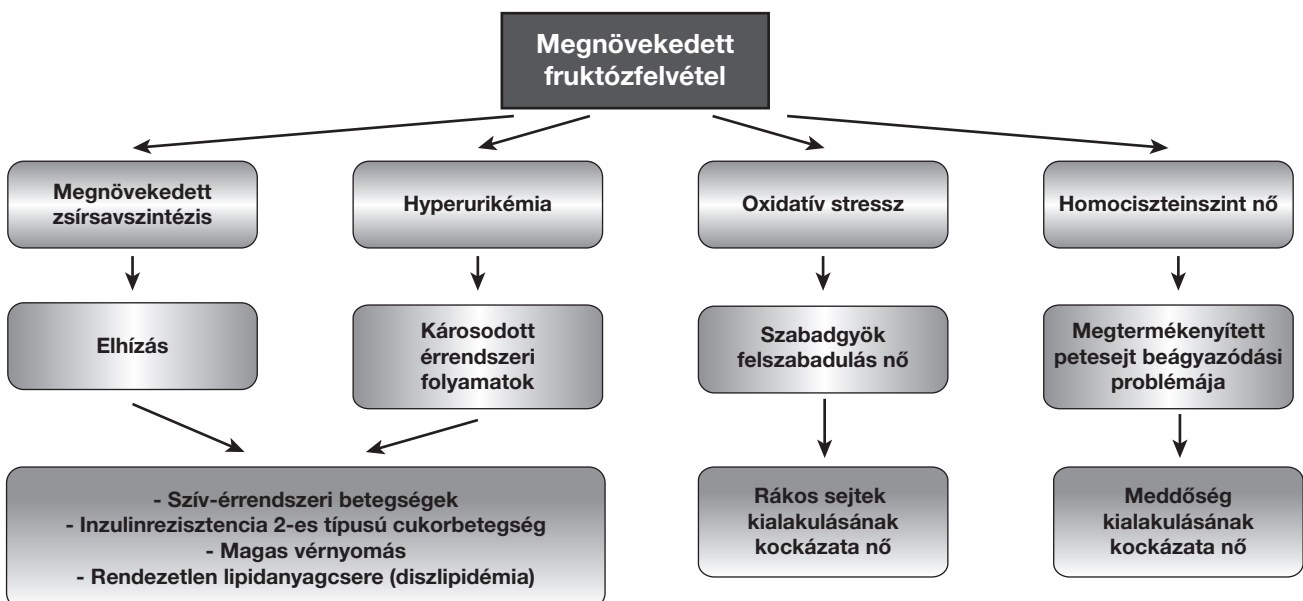 Megnövekedett
fruktózfelvétel
Megnövekedett
zsírsavszintézis
Hyperurikémia
Oxidatív stressz
Homociszteinszint nő
Elhízás
Károsodott
érrendszeri
folyamatok
Szabadgyök
felszabadulás nő
Megtermékenyített
petesejt beágyazódási
problémája
- Szív-érrendszeri betegségek
- Inzulinrezisztencia 2-es típusú cukorbetegség
- Magas vérnyomás
- Rendezetlen lipidanyagcsere (diszlipidémia)
Rákos sejtek
kialakulásának
kockázata nő
Meddőség
kialakulásának
kockázata nő